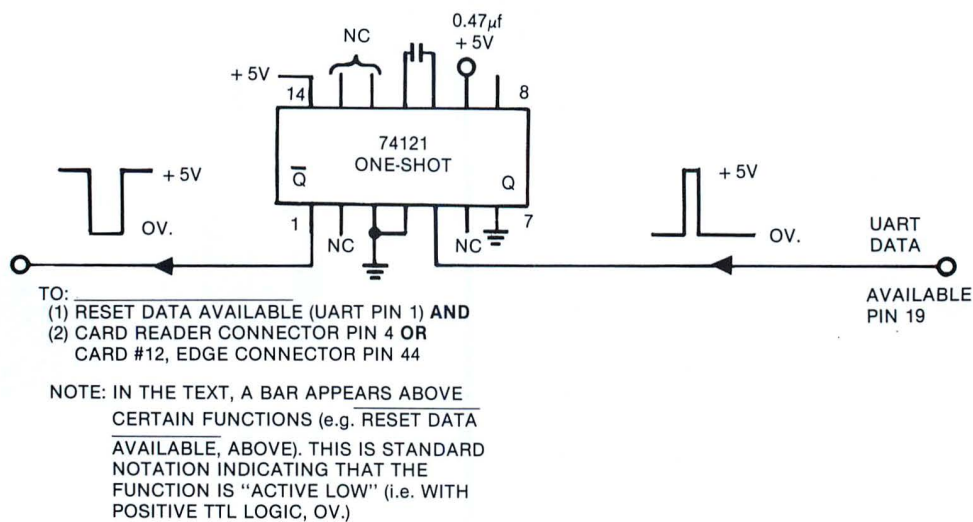 0.47µf
NC
+ 5V
+ 5V
14
8
74121
ONE-SHOT
Q
Q
1
7
NC
NC
+ 5V
OV.
+ 5V
OV.
UART
DATA
AVAILABLE
PIN 19
TO:
(1) RESET DATA AVAILABLE (UART PIN 1) AND
(2) CARD READER CONNECTOR PIN 4 OR
CARD #12, EDGE CONNECTOR PIN 44
NOTE: IN THE TEXT, A BAR APPEARS ABOVE
CERTAIN FUNCTIONS (e.g. RESET DATA
AVAILABLE, ABOVE). THIS IS STANDARD
NOTATION INDICATING THAT THE
FUNCTION IS “ACTIVE LOW” (i.e. WITH
POSITIVE TTL LOGIC, OV.)